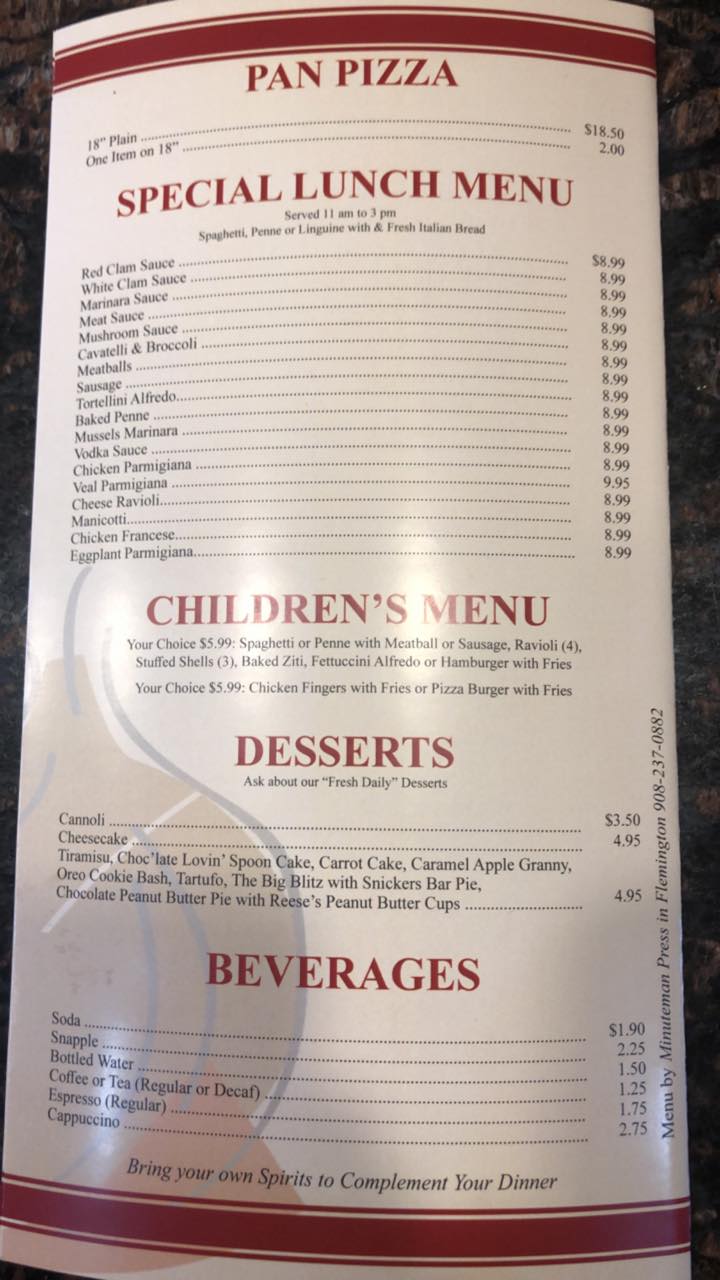 PAN PIZZA
18" Plain ........ $18.50
One Item on 18" ........ 2.00
SPECIAL LUNCH MENU
Served 11 am to 3 pm
Spaghetti, Penne or Linguine with & Fresh Italian Bread
Red Clam Sauce ........ $8.99
White Clam Sauce ........ 8.99
Marinara Sauce ........ 8.99
Meat Sauce ........ 8.99
Mushroom Sauce ........ 8.99
Cavatelli & Broccoli ........ 8.99
Meatballs ........ 8.99
Sausage ........ 8.99
Tortellini Alfredo ........ 8.99
Baked Penne ........ 8.99
Mussels Marinara ........ 8.99
Vodka Sauce ........ 8.99
Chicken Parmigiana ........ 8.99
Veal Parmigiana ........ 9.95
Cheese Ravioli ........ 8.99
Manicotti ........ 8.99
Chicken Francese ........ 8.99
Eggplant Parmigiana ........ 8.99
CHILDREN'S MENU
Your Choice $5.99: Spaghetti or Penne with Meatball or Sausage, Ravioli (4),
Stuffed Shells (3), Baked Ziti, Fettuccini Alfredo or Hamburger with Fries
Your Choice $5.99: Chicken Fingers with Fries or Pizza Burger with Fries
DESSERTS
Ask about our "Fresh Daily" Desserts
Cannoli ........ $3.50
Cheesecake ........ 4.95
Tiramisu, Choc'late Lovin' Spoon Cake, Carrot Cake, Caramel Apple Granny,
Oreo Cookie Bash, Tartufo, The Big Blitz with Snickers Bar Pie,
Chocolate Peanut Butter Pie with Reese's Peanut Butter Cups ........ 4.95
BEVERAGES
Soda ........ $1.90
Snapple ........ 2.25
Bottled Water ........ 1.50
Coffee or Tea (Regular or Decaf) ........ 1.25
Espresso (Regular) ........ 1.75
Cappuccino ........ 2.75
Bring your own Spirits to Complement Your Dinner
Menu by Minuteman Press in Flemington 908-237-0882